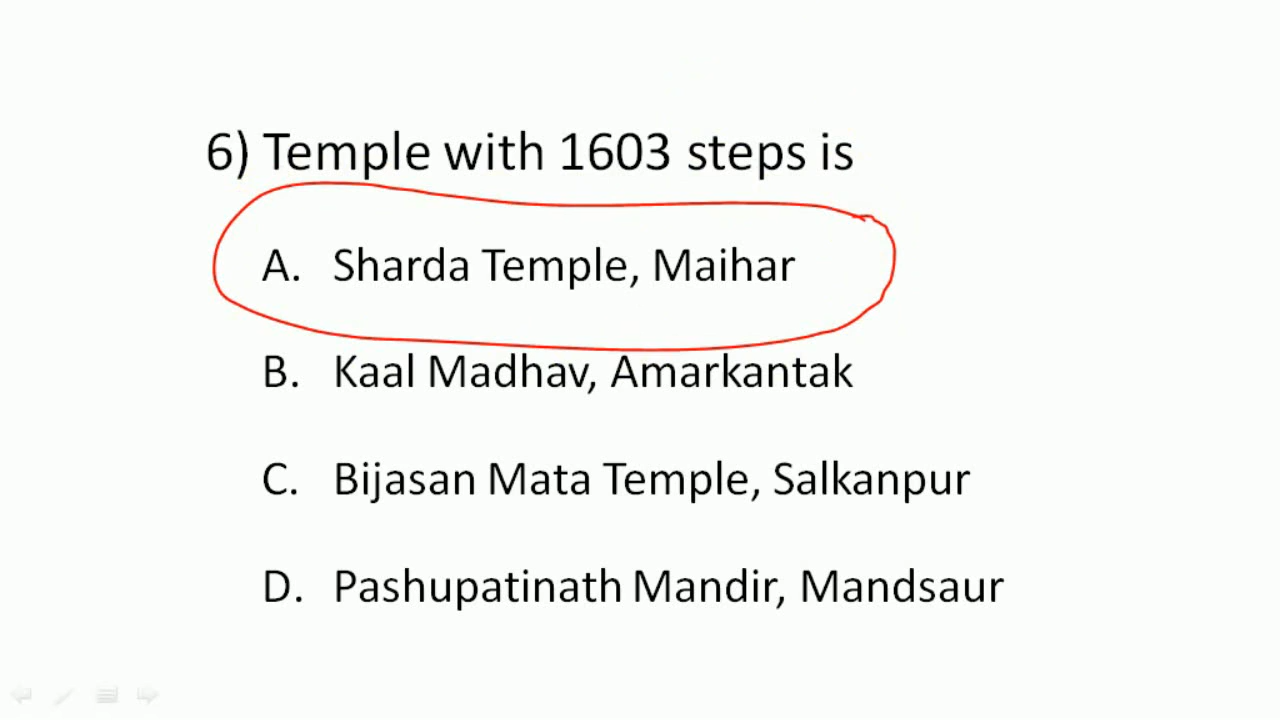 6) Temple with 1603 steps is
A. Sharda Temple, Maihar
B. Kaal Madhav, Amarkantak
C. Bijasan Mata Temple, Salkanpur
D. Pashupatinath Mandir, Mandsaur